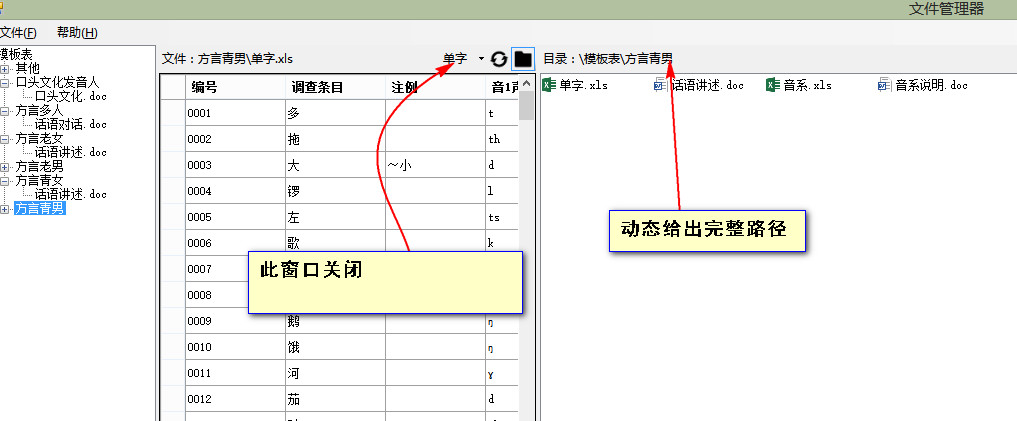 文件管理器
文件(F) 帮助(H)
模板表
其他
口头文化发音人
口头文化.doc
方言多人
话语对话.doc
方言老女
话语讲述.doc
方言老男
方言青女
话语讲述.doc
方言青男
文件：方言青男\单字.xls 单字
编号 调查条目 注例 音1声
0001 多 t
0002 拖 th
0003 大 ～小 d
0004 锣 l
0005 左 ts
0006 歌 k
0007
0008
0009 鹅 ŋ
0010 饿 ŋ
0011 河 ɣ
0012 茄 d
此窗口关闭
目录：\模板表\方言青男
单字.xls 话语讲述.doc 音系.xls 音系说明.doc
动态给出完整路径